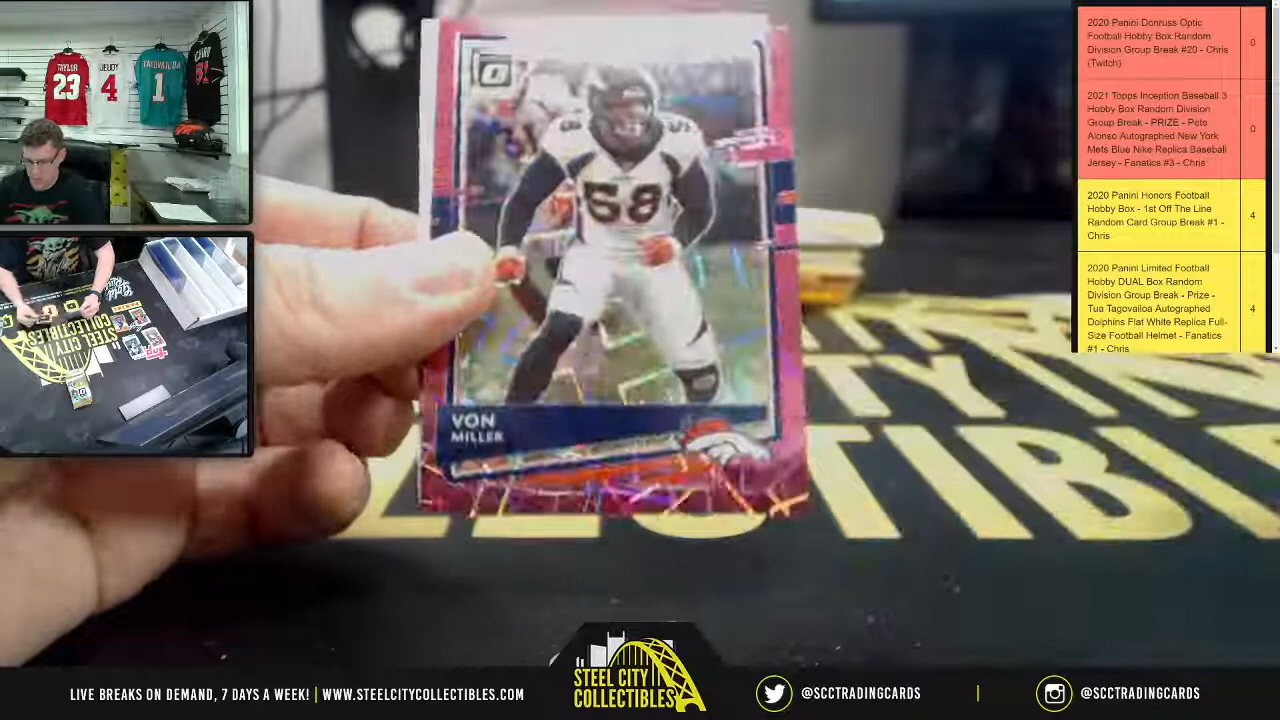 TAYLOR
23
JEUDY
4
TAGOVAILOA
1
58
VON
MILLER
2020 Panini Donruss Optic
Football Hobby Box Random
Division Group Break #20 - Chris
(Twitch)
0
2021 Topps Inception Baseball 3
Hobby Box Random Division
Group Break - PRIZE - Pete
Alonso Autographed New York
Mets Blue Nike Replica Baseball
Jersey - Fanatics #3 - Chris
0
2020 Panini Honors Football
Hobby Box - 1st Off The Line
Random Card Group Break #1 -
Chris
4
2020 Panini Limited Football
Hobby DUAL Box Random
Division Group Break - Prize -
Tua Tagovailoa Autographed
Dolphins Flat White Replica Full-
Size Football Helmet - Fanatics
#1 - Chris
4
STEEL CITY
COLLECTIBLES
LIVE BREAKS ON DEMAND, 7 DAYS A WEEK! | WWW.STEELCITYCOLLECTIBLES.COM
STEEL CITY
COLLECTIBLES
@SCCTRADINGCARDS | @SCCTRADINGCARDS